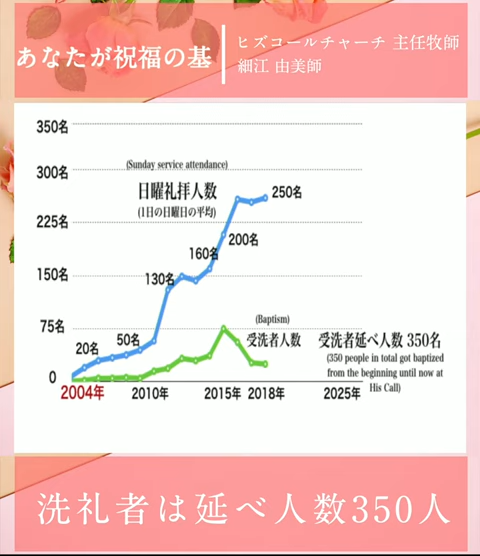 あなたが祝福の基
ヒズコールチャーチ 主任牧師
細江 由美師
350名
300名
(Sunday service attendance)
日曜礼拝人数
(1日の日曜日の平均)
250名
225名
200名
160名
150名
130名
75名
(Baptism)
受洗者人数
受洗者延べ人数 350名
(350 people in total got baptized
from the beginning until now at
His Call)
50名
20名
0
2004年
2010年
2015年
2018年
2025年
洗礼者は延べ人数350人